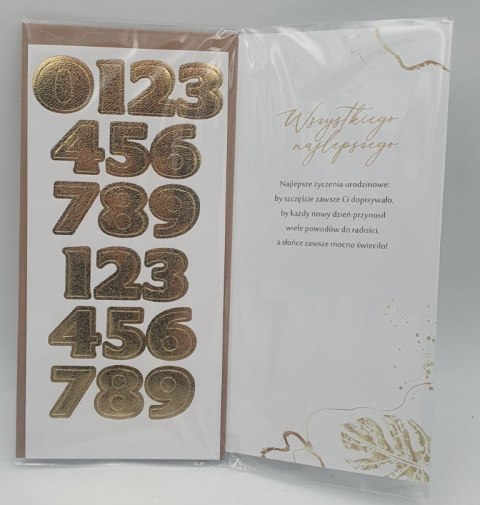 0123
456
789
123
456
789
Wszystkiego
najlepszego
Najlepsze życzenia urodzinowe:
by szczęście zawsze Ci dopisywało,
by każdy nowy dzień przynosił
wiele powodów do radości,
a słońce zawsze mocno świeciło!